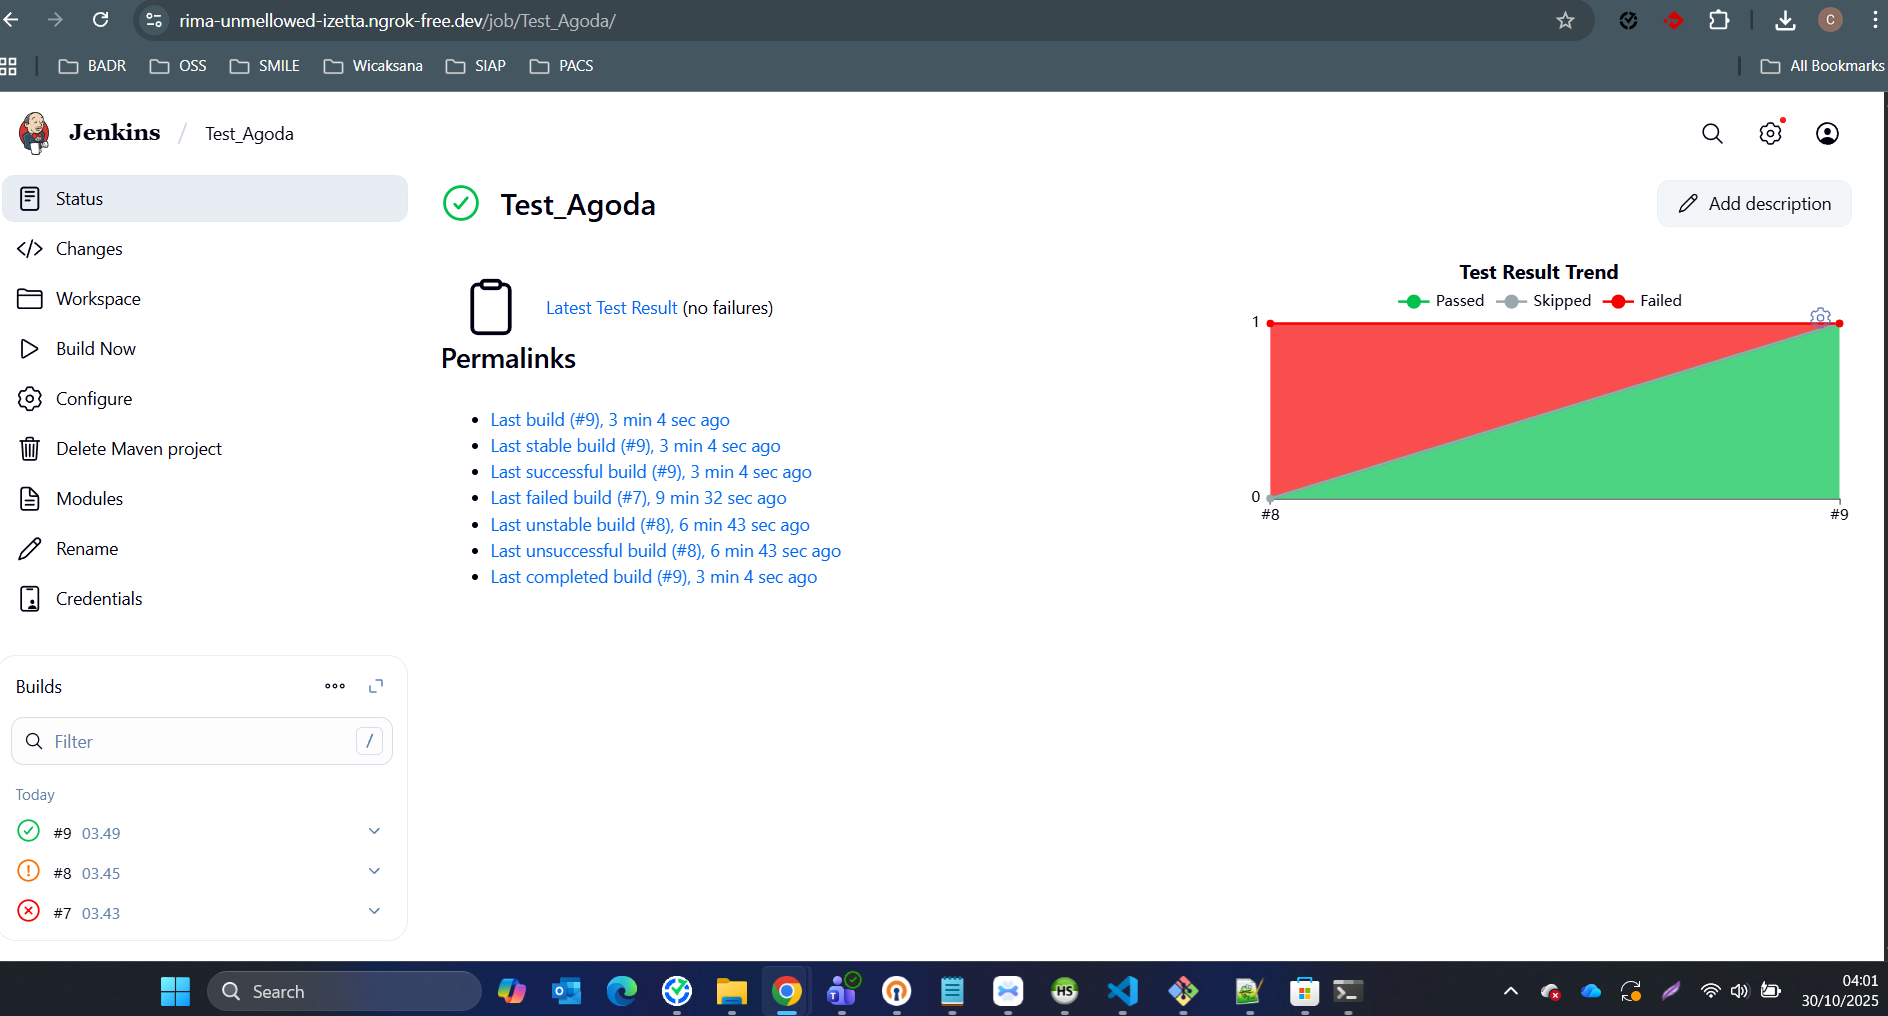 rima-unmellowed-izetta.ngrok-free.dev/job/Test_Agoda/
C
BADR OSS SMILE Wicaksana SIAP PACS All Bookmarks
Jenkins / Test_Agoda
Status
Changes
Workspace
Build Now
Configure
Delete Maven project
Modules
Rename
Credentials
Builds
Filter /
Today
#9 03.49
#8 03.45
#7 03.43
Test_Agoda
Add description
Latest Test Result (no failures)
Permalinks
Last build (#9), 3 min 4 sec ago
Last stable build (#9), 3 min 4 sec ago
Last successful build (#9), 3 min 4 sec ago
Last failed build (#7), 9 min 32 sec ago
Last unstable build (#8), 6 min 43 sec ago
Last unsuccessful build (#8), 6 min 43 sec ago
Last completed build (#9), 3 min 4 sec ago
Test Result Trend
Passed Skipped Failed
1
0
#8 #9
Search
HS
04:01
30/10/2025